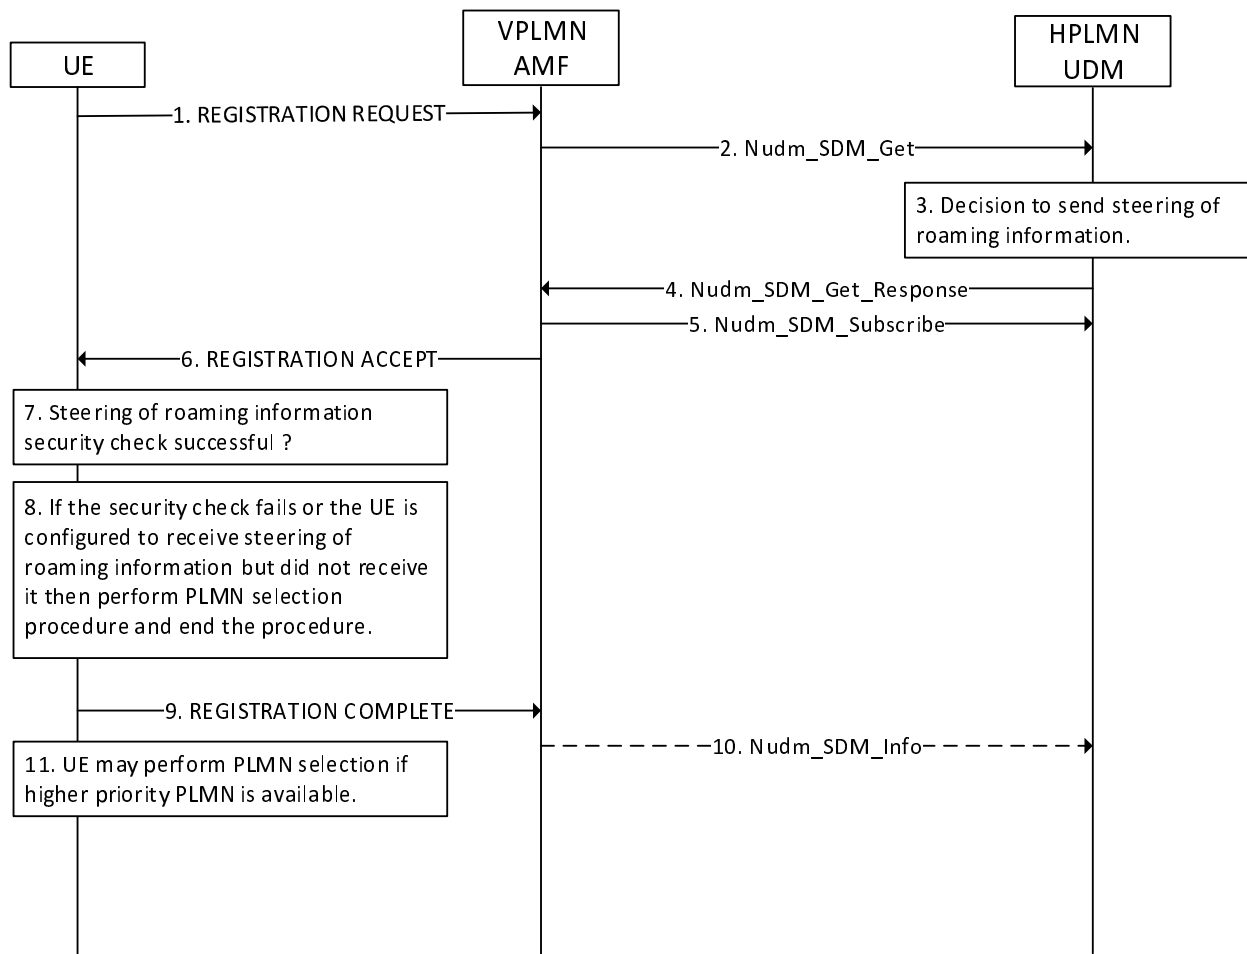 UE
VPLMN
AMF
HPLMN
UDM
1. REGISTRATION REQUEST
2. Nudm_SDM_Get
3. Decision to send steering of
roaming information.
4. Nudm_SDM_Get_Response
5. Nudm_SDM_Subscribe
6. REGISTRATION ACCEPT
7. Steering of roaming information
security check successful ?
8. If the security check fails or the UE is
configured to receive steering of
roaming information but did not receive
it then perform PLMN selection
procedure and end the procedure.
9. REGISTRATION COMPLETE
10. Nudm_SDM_Info
11. UE may perform PLMN selection if
higher priority PLMN is available.